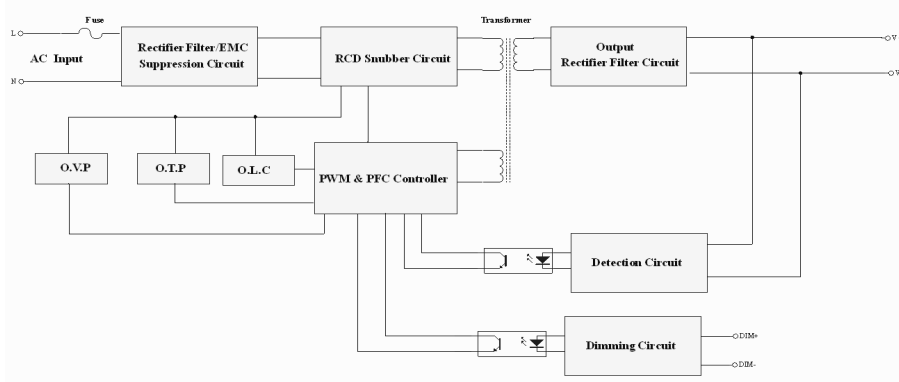 Fuse
Transformer
L
AC Input
N
Rectifier Filter/EMC
Suppression Circuit
RCD Snubber Circuit
Output
Rectifier Filter Circuit
V
V
O.V.P
O.T.P
O.L.C
PWM & PFC Controller
Detection Circuit
Dimming Circuit
DIM+
DIM-